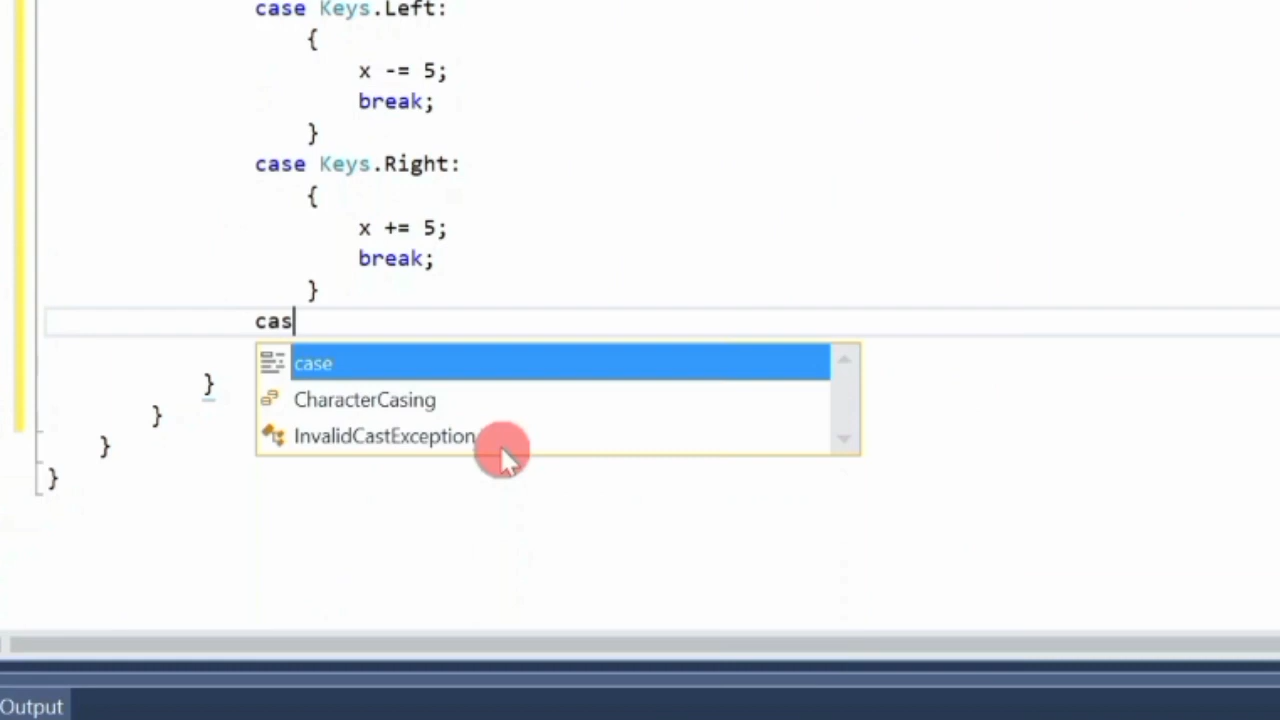 case Keys.Left:
{
x -= 5;
break;
}
case Keys.Right:
{
x += 5;
break;
}
cas
case
CharacterCasing
InvalidCastException
}
}
}
}
Output